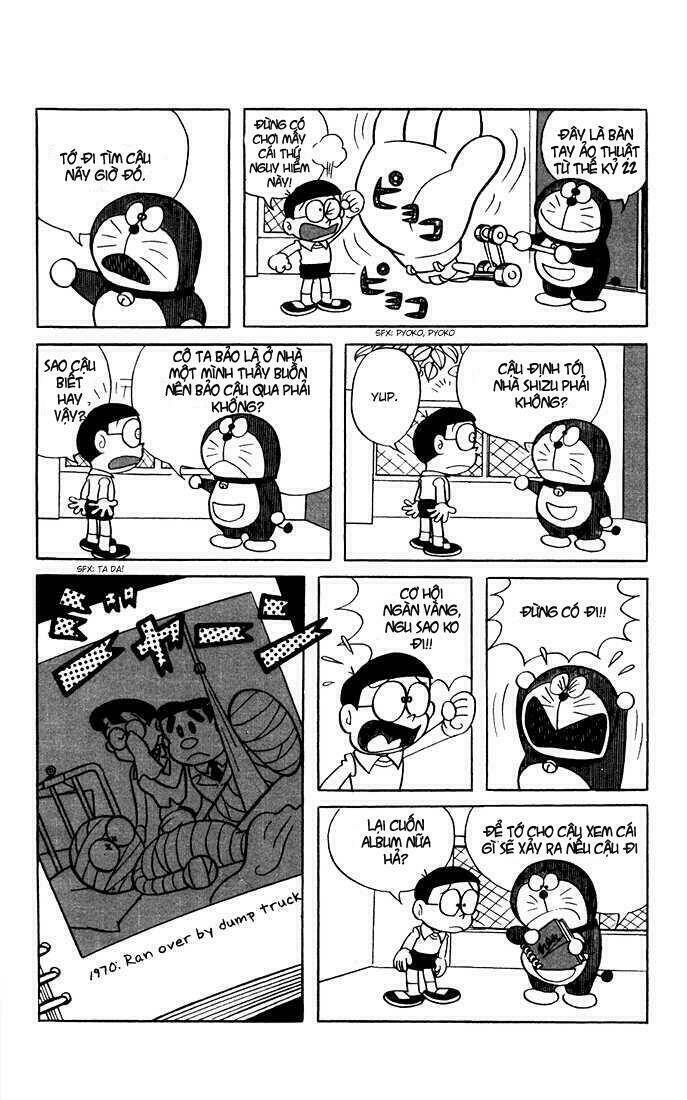 ĐÂY LÀ BÀN
TAY ẢO THUẬT
TỪ THẾ KỶ 22
ĐỪNG CÓ
CHƠI MẤY
CÁI THỨ
NGUY HIỂM
NÀY!
ピョコ
ピョコ
SFX: PYOKO, PYOKO
TỚ ĐI TÌM CẬU
NÃY GIỜ ĐÓ.
CẬU ĐỊNH TỚI
NHÀ SHIZU PHẢI
KHÔNG?
YUP.
CÔ TA BẢO LÀ Ở NHÀ
MỘT MÌNH THẤY BUỒN
NÊN BẢO CẬU QUA PHẢI
KHÔNG?
SAO CẬU
BIẾT
HAY
VẬY?
ĐỪNG CÓ ĐI!!
CƠ HỘI
NGÀN VÀNG,
NGU SAO KO
ĐI!!
ĐỂ TỚ CHO CẬU XEM CÁI
GÌ SẼ XẢY RA NẾU CẬU ĐI
LẠI CUỐN
ALBUM NỮA
HẢ?
SFX: TA DA!
1970: Ran over by dump truck